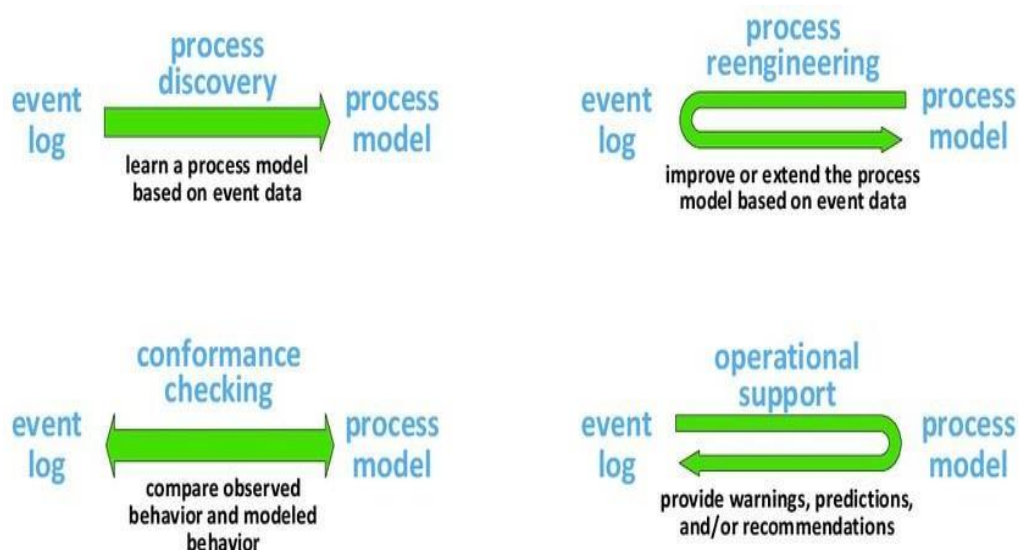 process
discovery
event
log
process
model
learn a process model
based on event data
process
reengineering
event
log
process
model
improve or extend the process
model based on event data
conformance
checking
event
log
process
model
compare observed
behavior and modeled
behavior
operational
support
event
log
process
model
provide warnings, predictions,
and/or recommendations